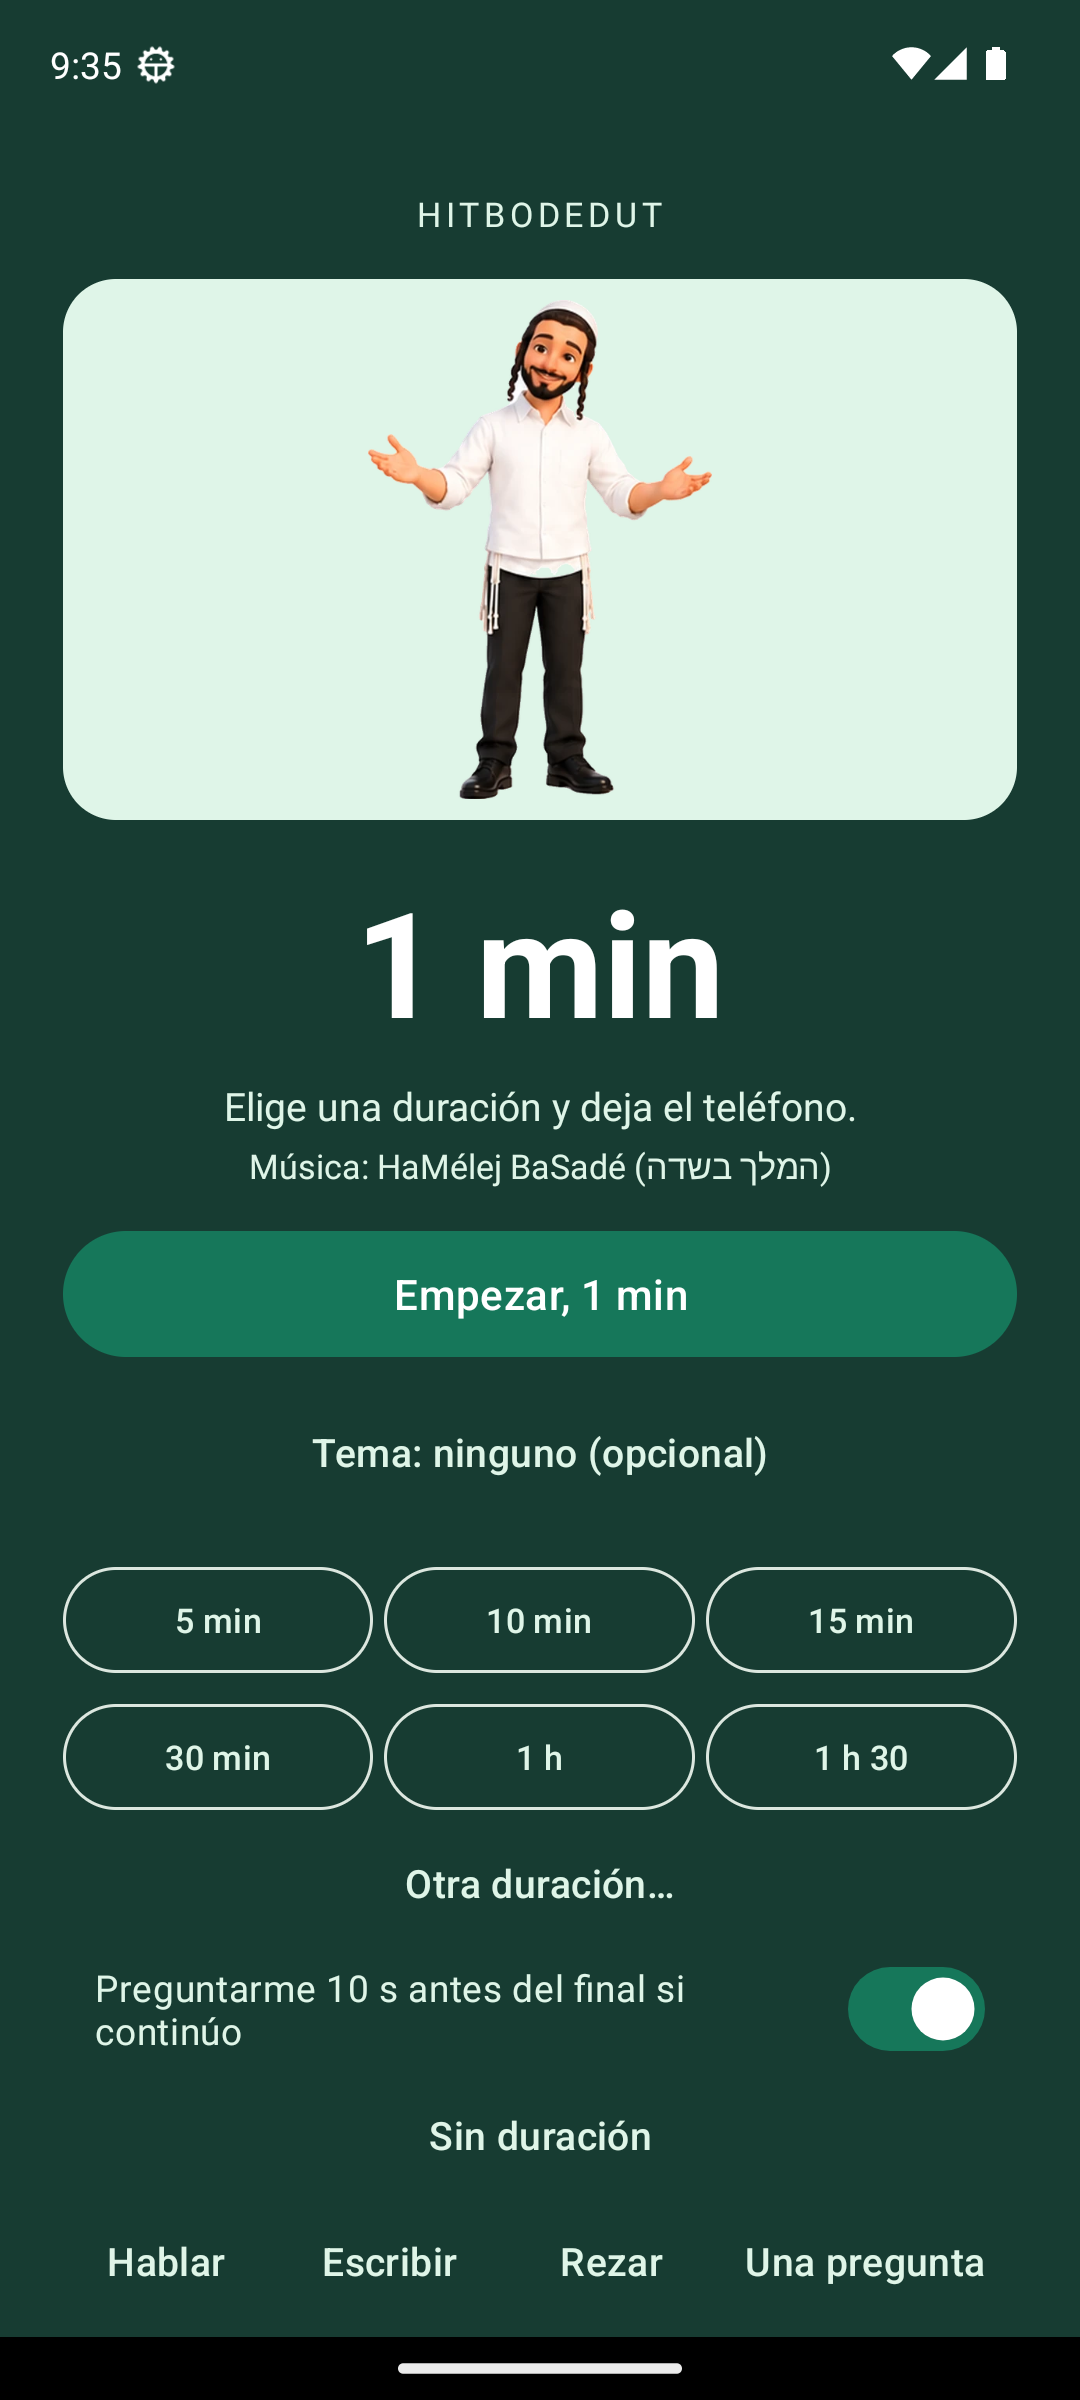 9:35
HITBODEDUT
1 min
Elige una duración y deja el teléfono.
Música: HaMélej BaSadé (המלך בשדה)
Empezar, 1 min
Tema: ninguno (opcional)
5 min
10 min
15 min
30 min
1 h
1 h 30
Otra duración…
Preguntarme 10 s antes del final si
continúo
Sin duración
Hablar
Escribir
Rezar
Una pregunta